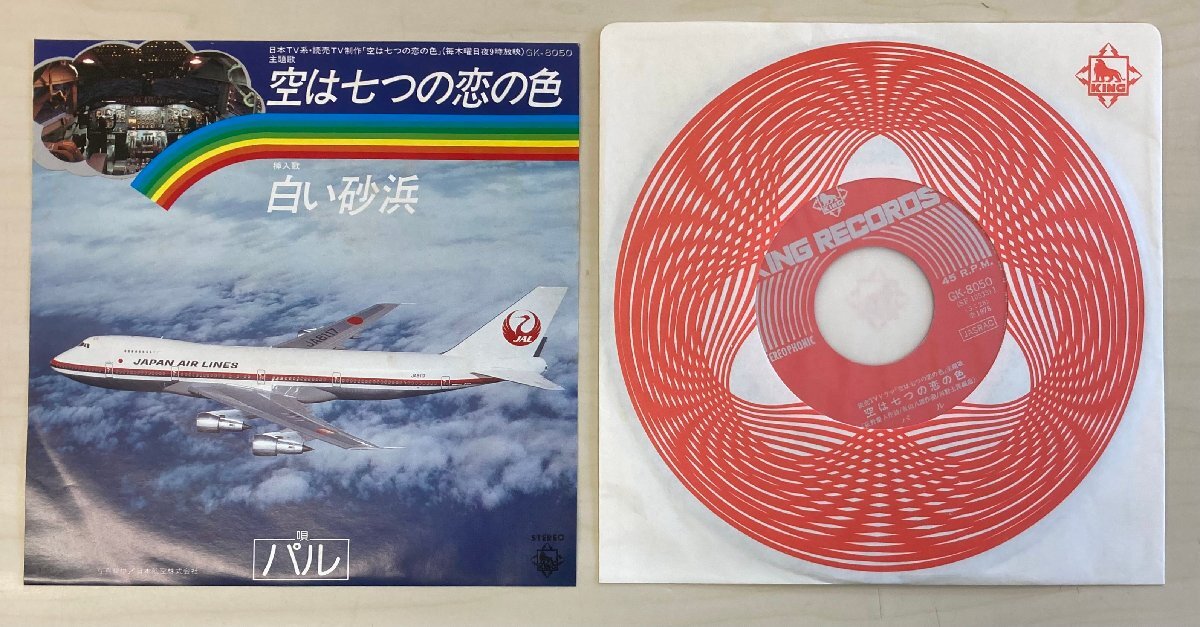 日本TV系・読売TV制作「空は七つの恋の色」(毎木曜日夜9時放映)GK-8050
主題歌
空は七つの恋の色
挿入歌
白い砂浜
JAPAN AIR LINES
JA8117
JAL
唄
パル
STEREO
KING
KING RECORDS
45 R.P.M.
GK-8050
JASRAC
空は七つの恋の色
パル